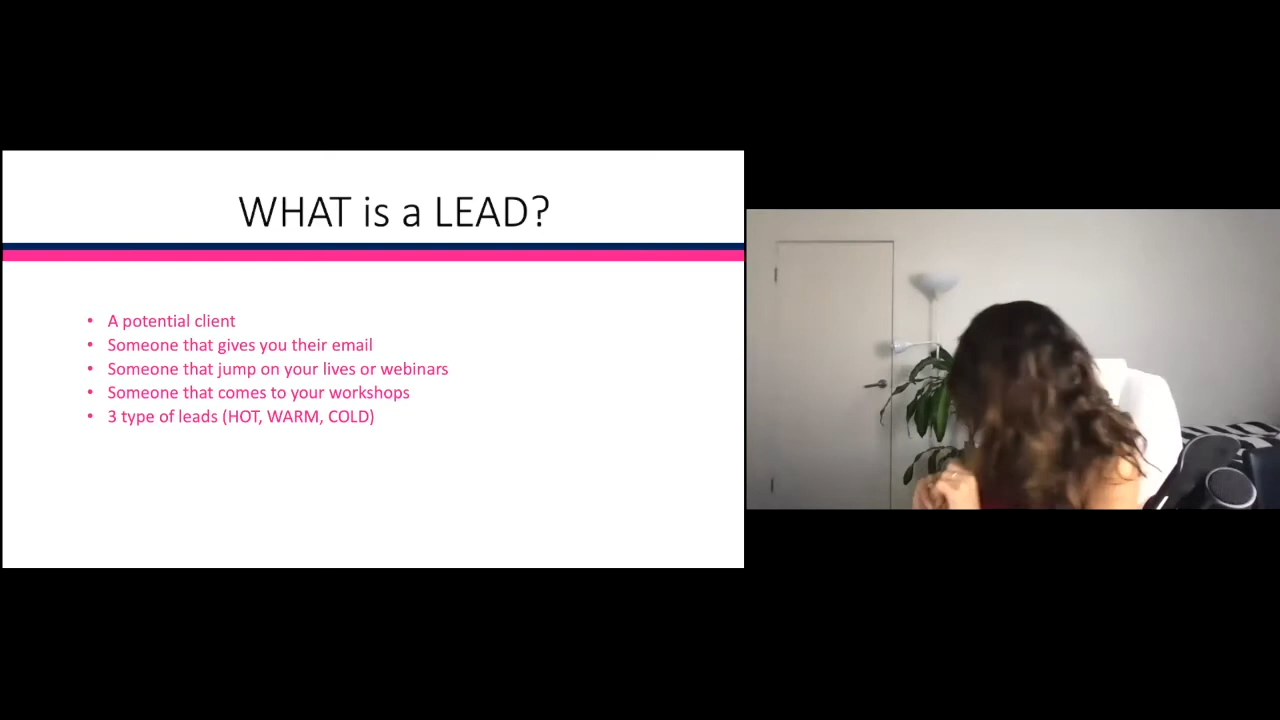 WHAT is a LEAD?
• A potential client
• Someone that gives you their email
• Someone that jump on your lives or webinars
• Someone that comes to your workshops
• 3 type of leads (HOT, WARM, COLD)